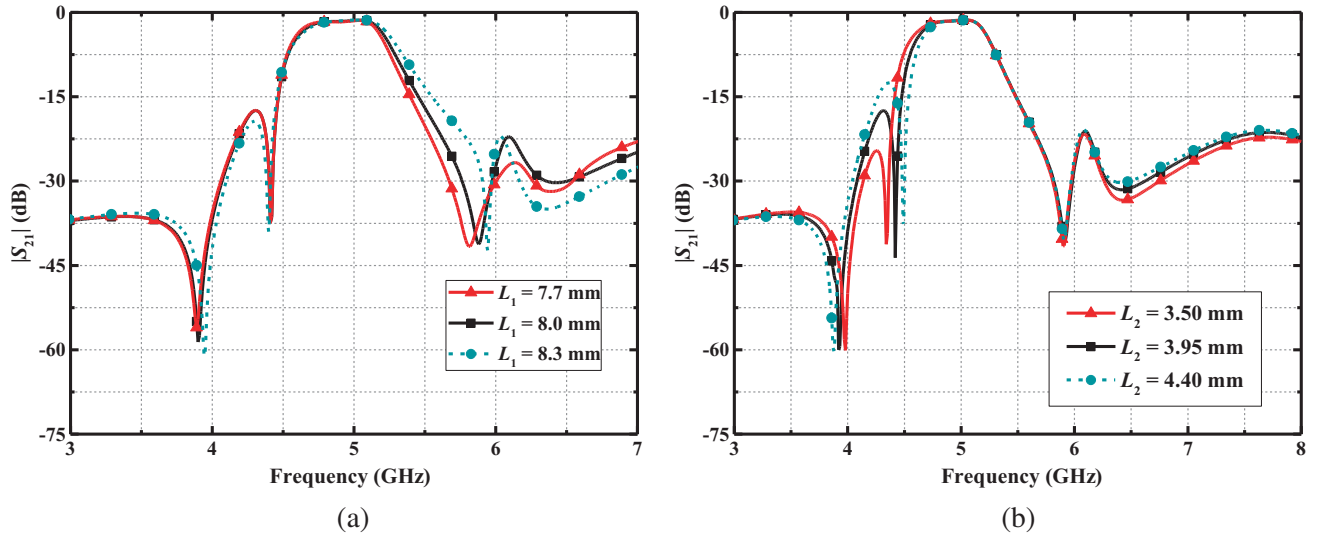 0
-15
-30
-45
-60
-75
|S21| (dB)
3
4
5
6
7
Frequency (GHz)
L1 = 7.7 mm
L1 = 8.0 mm
L1 = 8.3 mm
(a)
0
-15
-30
-45
-60
-75
|S21| (dB)
3
4
5
6
7
8
Frequency (GHz)
L2 = 3.50 mm
L2 = 3.95 mm
L2 = 4.40 mm
(b)